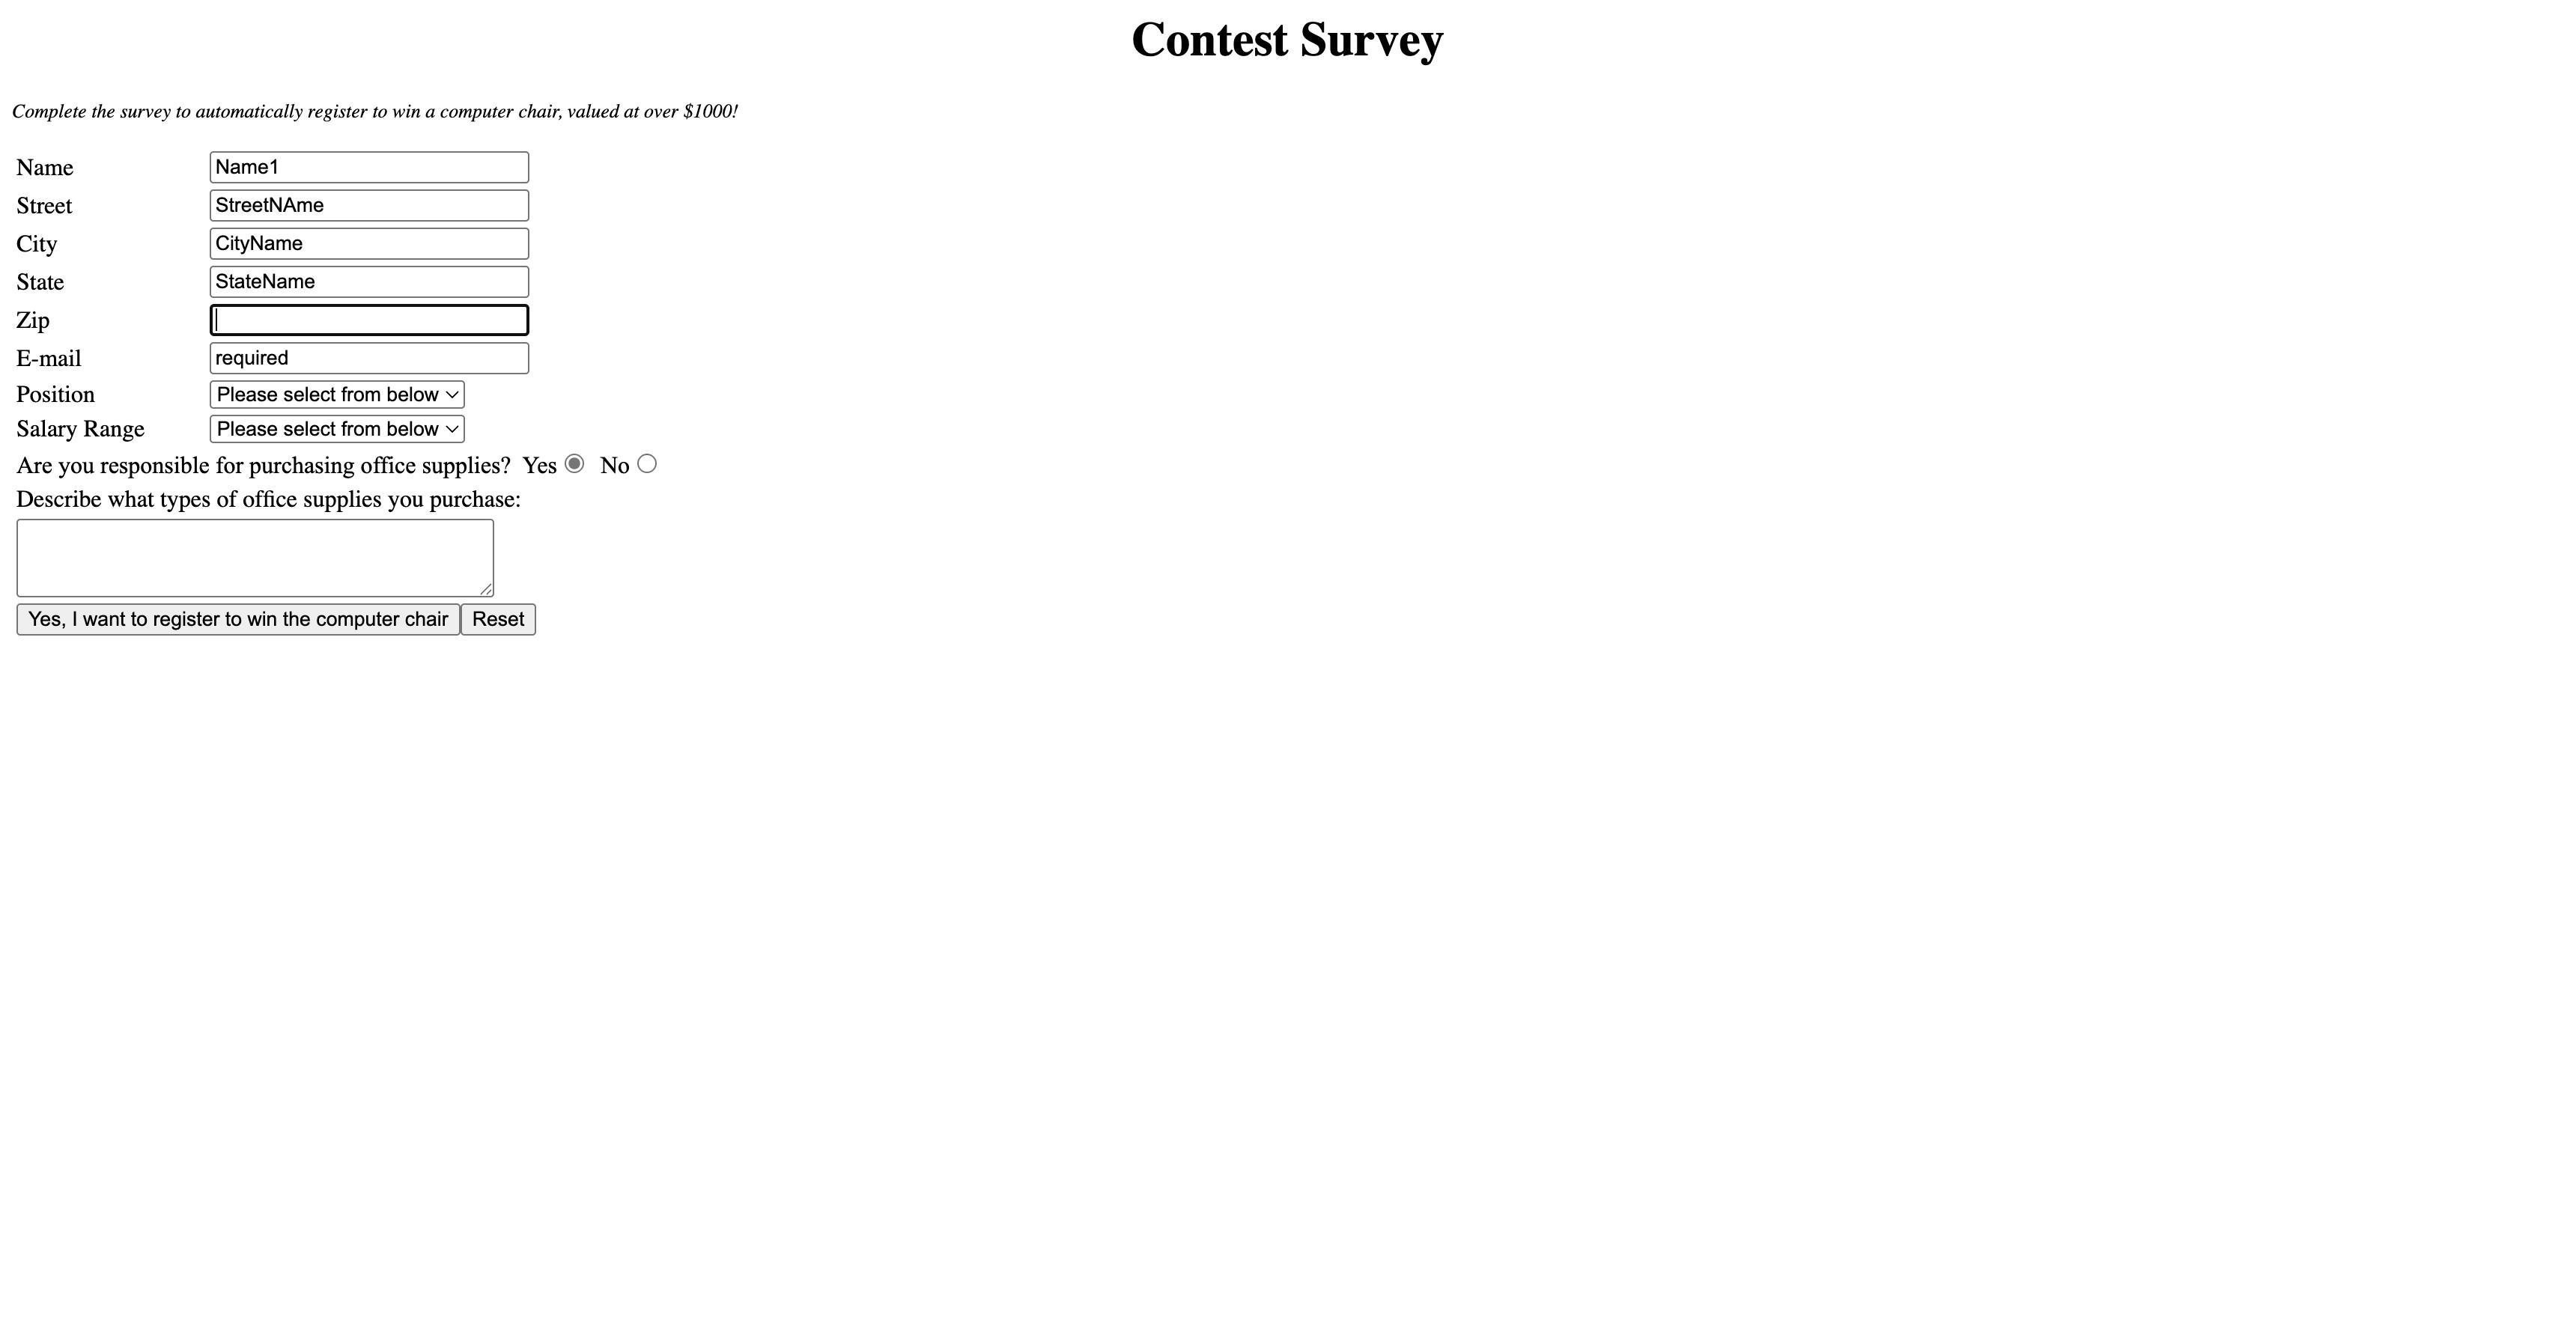 Contest Survey
Complete the survey to automatically register to win a computer chair, valued at over $1000!
Name Name1
Street StreetNAme
City CityName
State StateName
Zip
E-mail required
Position Please select from below
Salary Range Please select from below
Are you responsible for purchasing office supplies? Yes No
Describe what types of office supplies you purchase:
Yes, I want to register to win the computer chair Reset